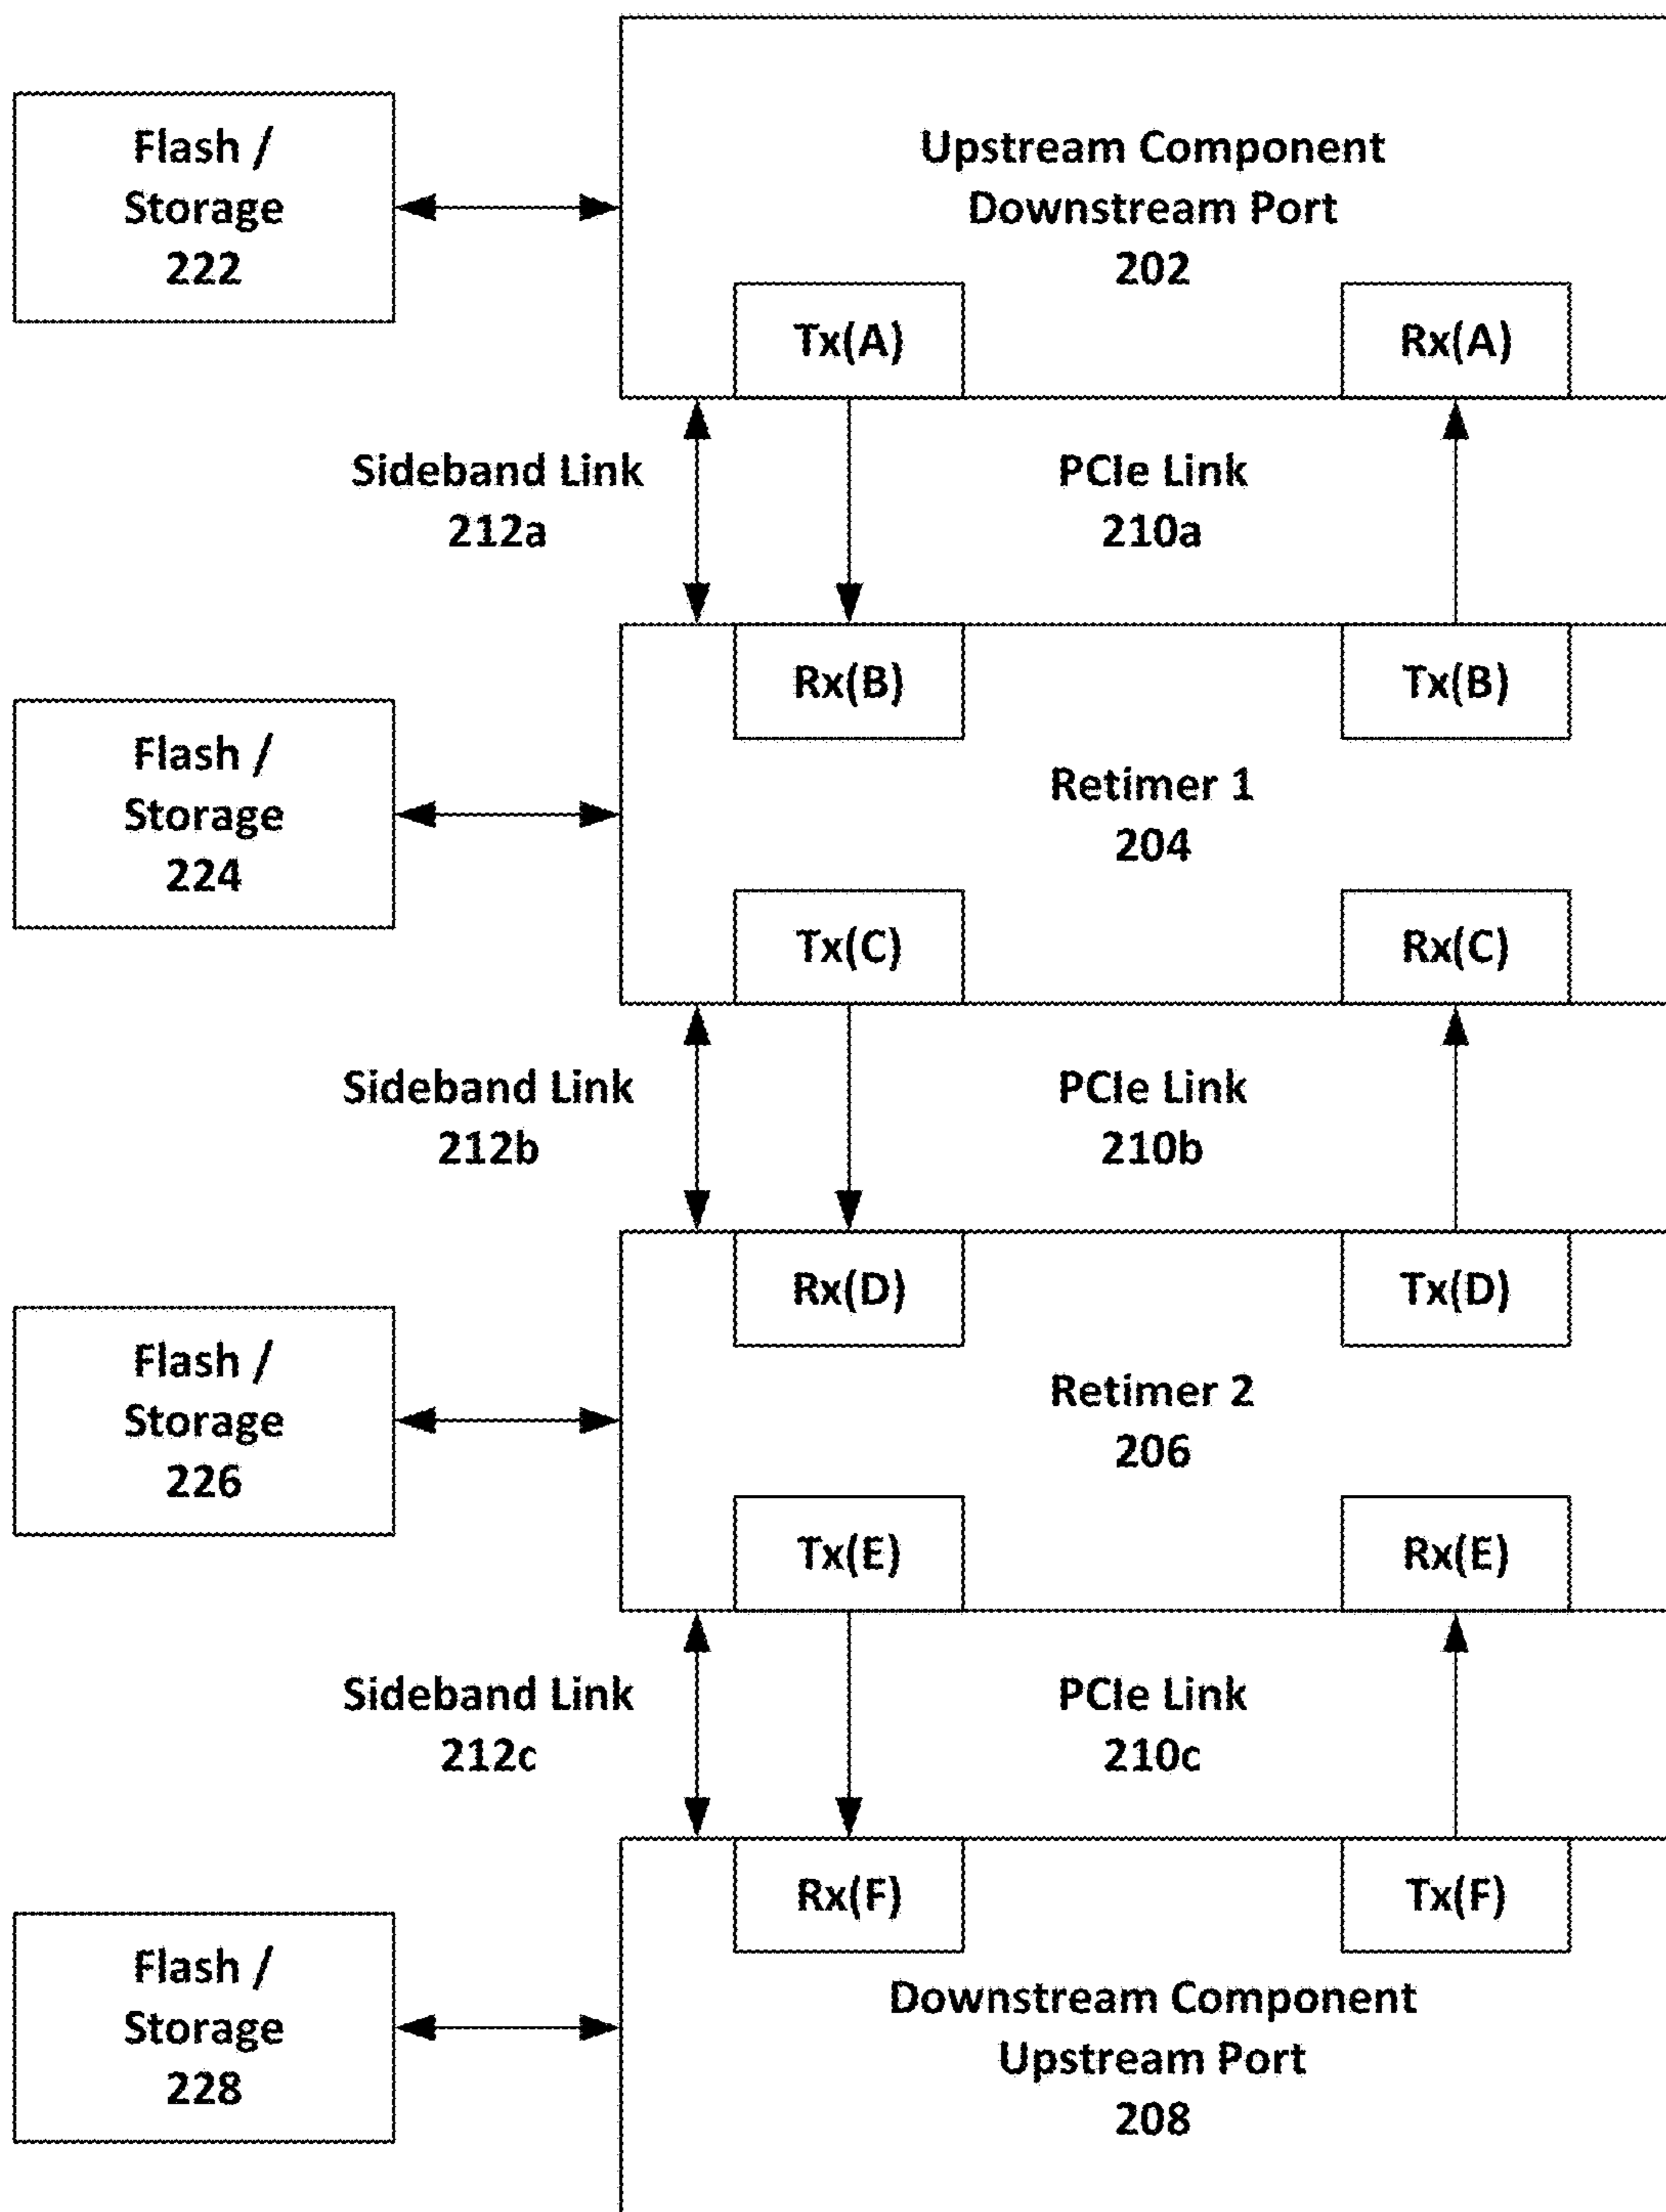 Upstream Component
Downstream Port
202
Flash /
Storage
222
Tx(A)
Rx(A)
Sideband Link
212a
PCIe Link
210a
Rx(B)
Tx(B)
Flash /
Storage
224
Retimer 1
204
Tx(C)
Rx(C)
Sideband Link
212b
PCIe Link
210b
Rx(D)
Tx(D)
Flash /
Storage
226
Retimer 2
206
Tx(E)
Rx(E)
Sideband Link
212c
PCIe Link
210c
Rx(F)
Tx(F)
Flash /
Storage
228
Downstream Component
Upstream Port
208